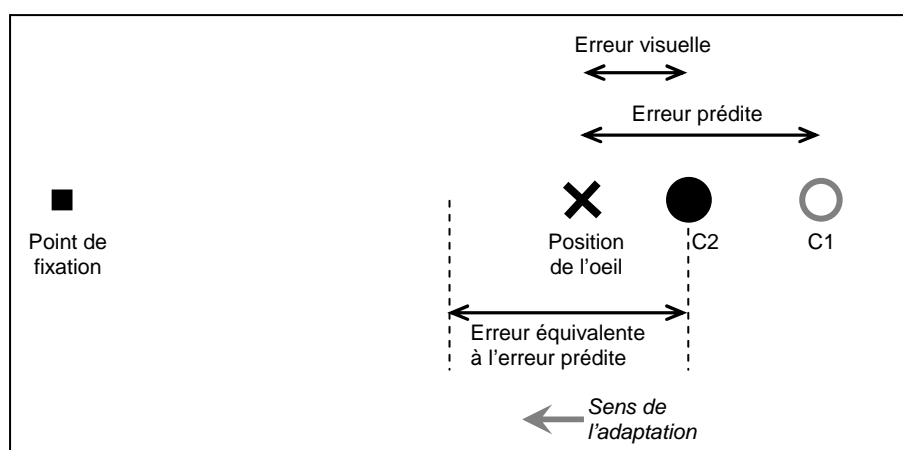 Erreur visuelle
Erreur prédite
Point de
fixation
Position
de l'oeil
C2
C1
Erreur équivalente
à l'erreur prédite
Sens de
l'adaptation